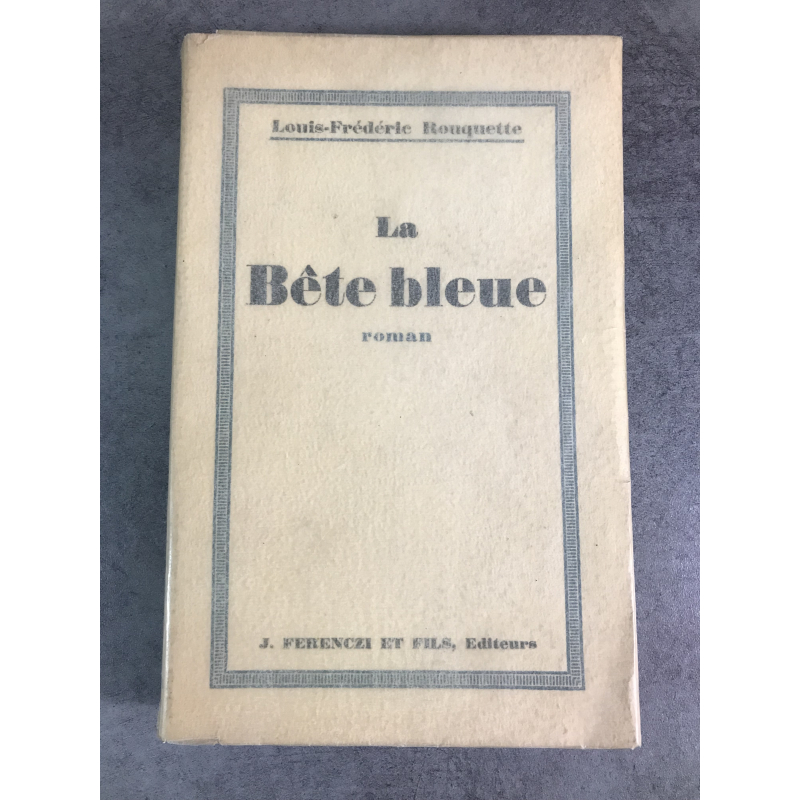 Louis-Frédéric Rouquette
La
Bête bleue
roman
J. FERENCZI ET FILS, Editeurs